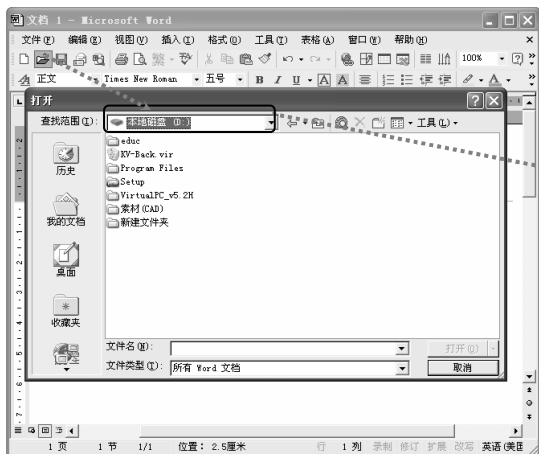 文档 1 - Microsoft Word
文件(F) 编辑(E) 视图(V) 插入(I) 格式(O) 工具(T) 表格(A) 窗口(W) 帮助(H)
100%
正文 Times New Roman 五号 B I U A A
打开
查找范围(I): 本地磁盘 (D:) 工具(L)
educ
KV-Back.vir
Program Files
Setup
VirtualPC_v5.2H
素材(CAD)
新建文件夹
历史
我的文档
桌面
收藏夹
文件名(N): 打开(O)
文件类型(T): 所有 Word 文档 取消
1 页 1 节 1/1 位置: 2.5厘米 行 1 列 录制 修订 扩展 改写 英语(美国